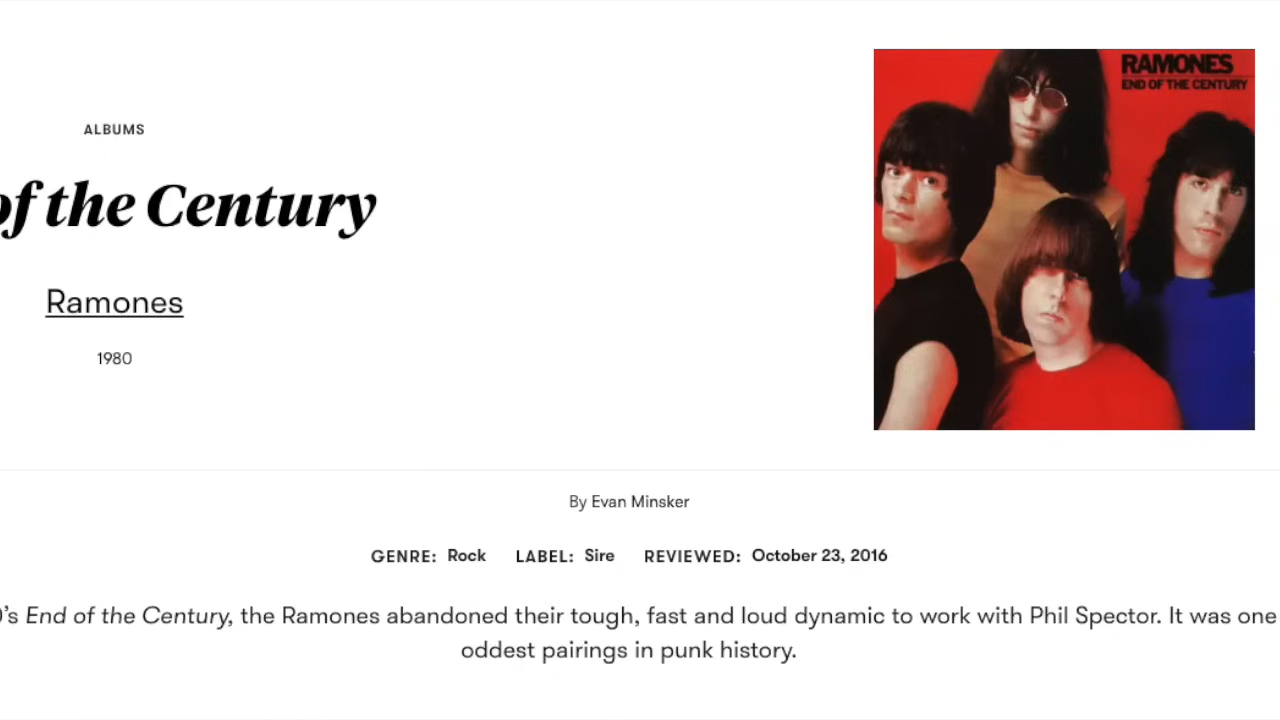 RAMONES
END OF THE CENTURY
ALBUMS
of the Century
Ramones
1980
By Evan Minsker
GENRE: Rock LABEL: Sire REVIEWED: October 23, 2016
's End of the Century, the Ramones abandoned their tough, fast and loud dynamic to work with Phil Spector. It was one
oddest pairings in punk history.